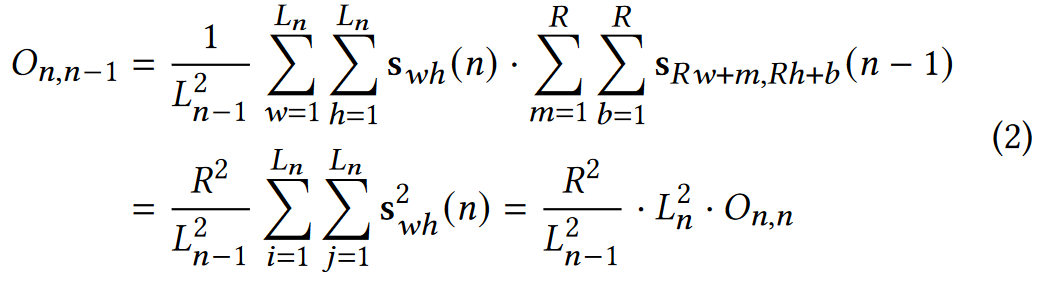 O_{n,n-1} = \frac{1}{L_{n-1}^2} \sum_{w=1}^{L_n} \sum_{h=1}^{L_n} \mathbf{s}_{wh}(n) \cdot \sum_{m=1}^{R} \sum_{b=1}^{R} \mathbf{s}_{Rw+m,Rh+b}(n-1)
= \frac{R^2}{L_{n-1}^2} \sum_{i=1}^{L_n} \sum_{j=1}^{L_n} \mathbf{s}_{wh}^2(n) = \frac{R^2}{L_{n-1}^2} \cdot L_n^2 \cdot O_{n,n}
(2)